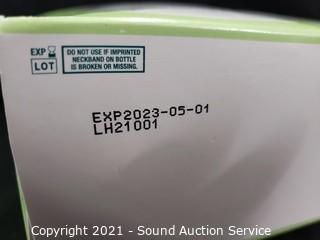 EXP
LOT
DO NOT USE IF IMPRINTED
NECKBAND ON BOTTLE
IS BROKEN OR MISSING.
EXP2023-05-01
LH21001
Copyright 2021 - Sound Auction Service